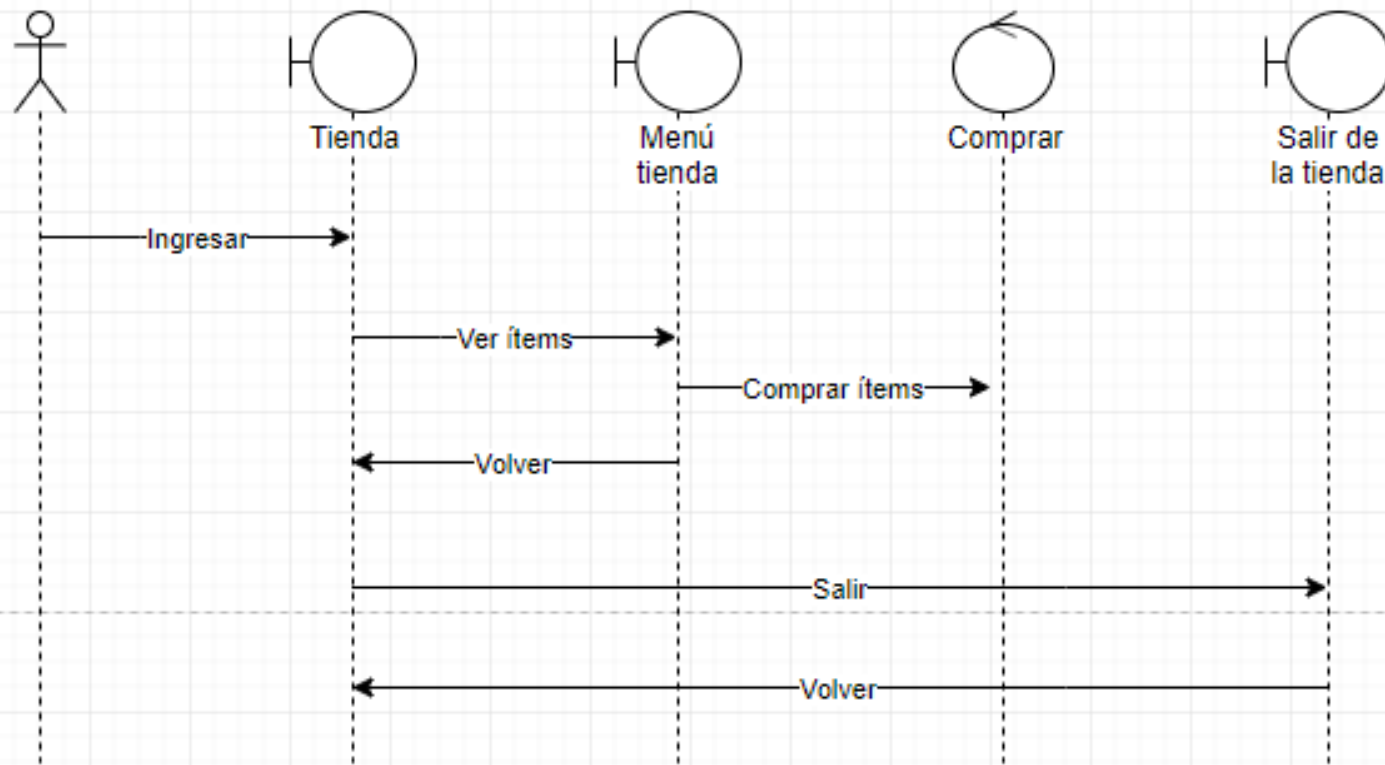 Tienda
Menú
tienda
Comprar
Salir de
la tienda
Ingresar
Ver ítems
Comprar ítems
Volver
Salir
Volver